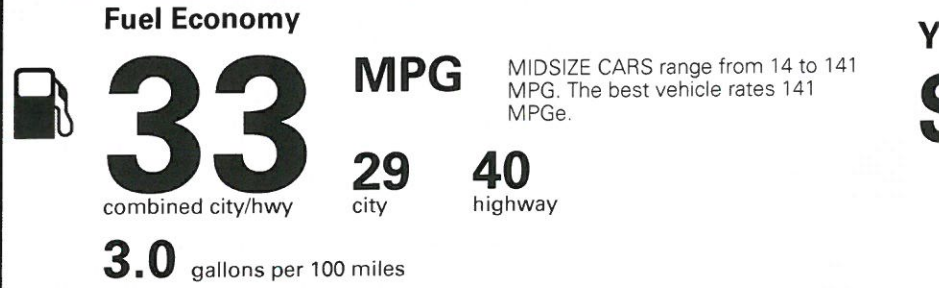 Fuel Economy
33
MPG
MIDSIZE CARS range from 14 to 141
MPG. The best vehicle rates 141
MPGe.
combined city/hwy
29
city
40
highway
3.0 gallons per 100 miles